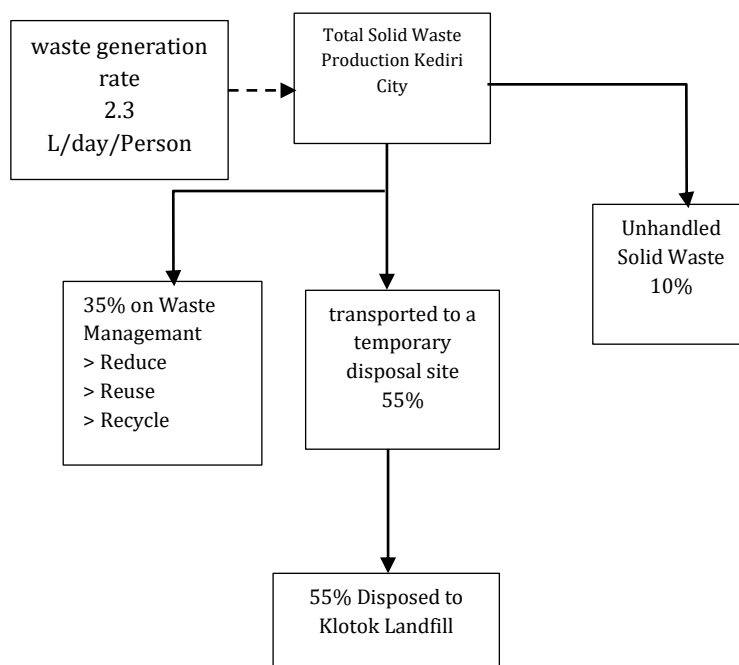 waste generation
rate
2.3
L/day/Person
Total Solid Waste
Production Kediri
City
Unhandled
Solid Waste
10%
35% on Waste
Managemant
> Reduce
> Reuse
> Recycle
transported to a
temporary
disposal site
55%
55% Disposed to
Klotok Landfill